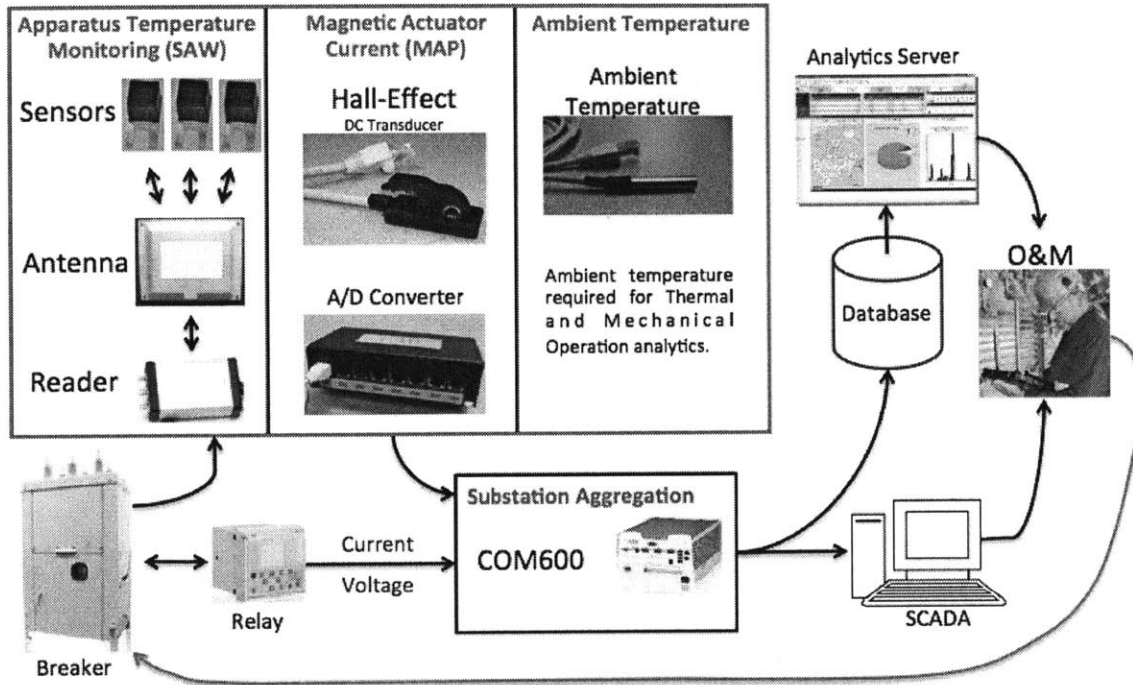 Apparatus Temperature
Monitoring (SAW)
Sensors
Antenna
Reader
Magnetic Actuator
Current (MAP)
Hall-Effect
DC Transducer
A/D Converter
Ambient Temperature
Ambient
Temperature
Ambient temperature
required for Thermal
and Mechanical
Operation analytics.
Analytics Server
Database
O&M
Breaker
Relay
Current
Voltage
Substation Aggregation
COM600
SCADA